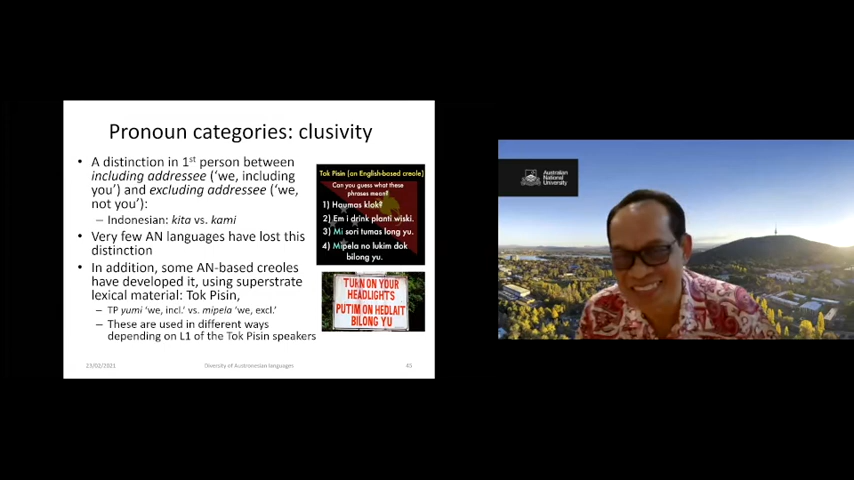 Pronoun categories: clusivity
• A distinction in 1st person between
including addressee (‘we, including
you’) and excluding addressee (‘we,
not you’):
– Indonesian: kita vs. kami
• Very few AN languages have lost this
distinction
• In addition, some AN-based creoles
have developed it, using superstrate
lexical material: Tok Pisin,
– TP yumi ‘we, incl.’ vs. mipela ‘we, excl.’
– These are used in different ways
depending on L1 of the Tok Pisin speakers
Tok Pisin (an English-based creole)
Can you guess what these
phrases mean?
1) Haumas klok?
2) Em i drink planti wiski.
3) Mi sori tumas long yu.
4) Mipela no lukim dok
bilong yu.
TURN ON YOUR
HEADLIGHTS
PUTIM ON HEDLAIT
BILONG YU
23/02/2021
Diversity of Austronesian languages
45
Australian
National
University